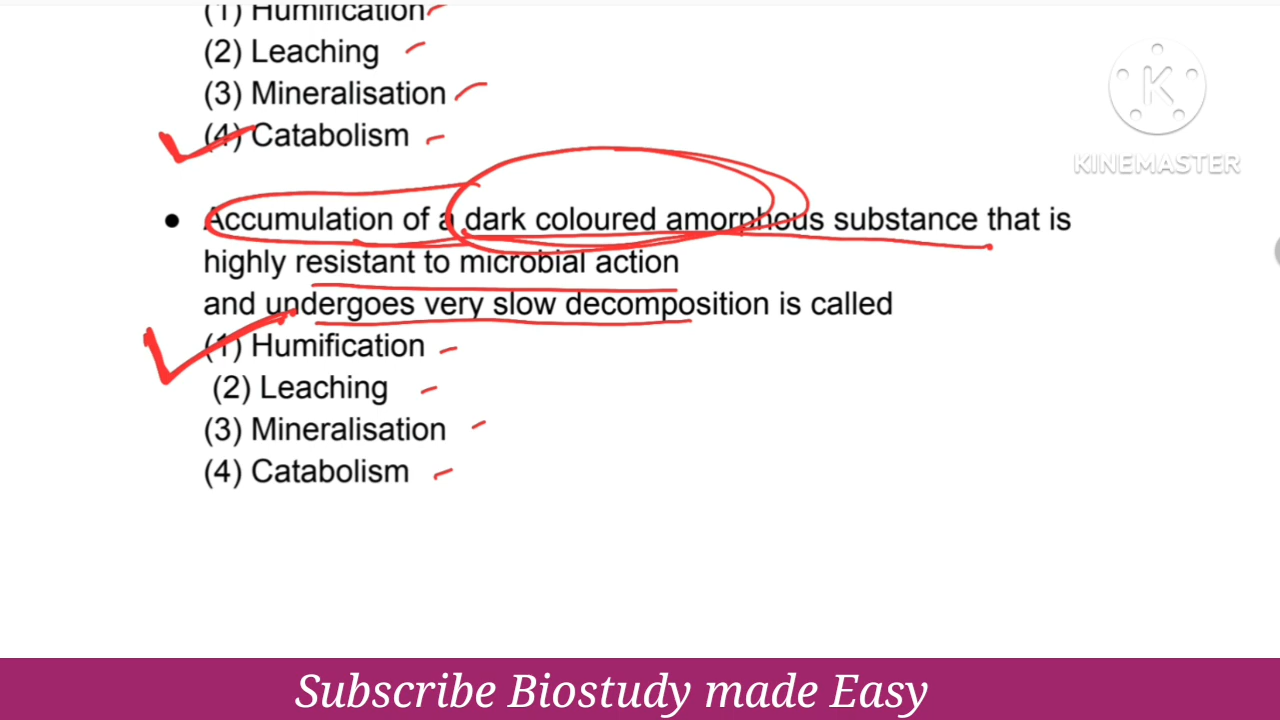 (1) Humification
(2) Leaching
(3) Mineralisation
(4) Catabolism
KINEMASTER
● Accumulation of a dark coloured amorphous substance that is
highly resistant to microbial action
and undergoes very slow decomposition is called
(1) Humification
(2) Leaching
(3) Mineralisation
(4) Catabolism
Subscribe Biostudy made Easy